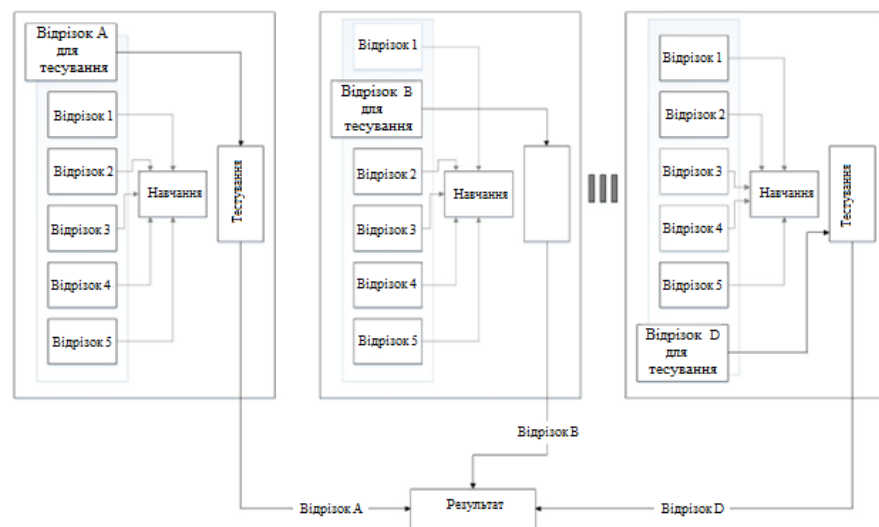 Відрізок А
для
тесування
Відрізок 1
Відрізок 2
Відрізок 3
Відрізок 4
Відрізок 5
Навчання
Тестування
Відрізок 1
Відрізок В
для
тесування
Відрізок 2
Відрізок 3
Відрізок 4
Відрізок 5
Навчання
Відрізок 1
Відрізок 2
Відрізок 3
Відрізок 4
Відрізок 5
Відрізок D
для
тесування
Навчання
Тестування
Відрізок В
Відрізок А
Результат
Відрізок D